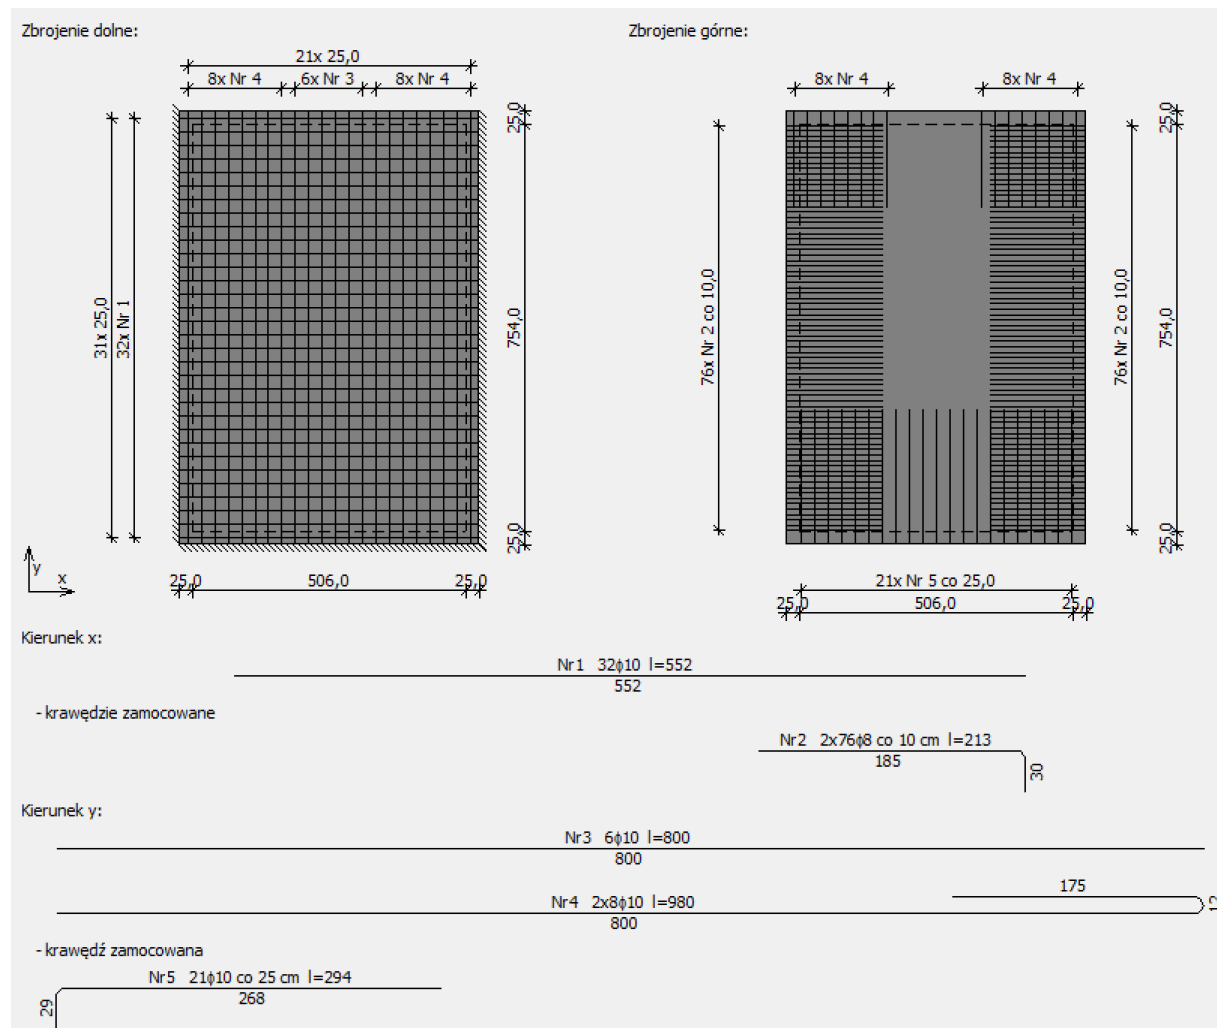 Zbrojenie dolne:
Zbrojenie górne:
21x 25,0
8x Nr 4
6x Nr 3
8x Nr 4
8x Nr 4
8x Nr 4
25,0
25,0
31x 25,0
32x Nr 1
754,0
76x Nr 2 co 10,0
76x Nr 2 co 10,0
754,0
25,0
25,0
y
x
25,0
506,0
25,0
21x Nr 5 co 25,0
25,0
506,0
25,0
Kierunek x:
Nr1 32ϕ10 l=552
552
- krawędzie zamocowane
Nr2 2x76ϕ8 co 10 cm l=213
185
30
Kierunek y:
Nr3 6ϕ10 l=800
800
175
Nr4 2x8ϕ10 l=980
800
- krawędź zamocowana
Nr5 21ϕ10 co 25 cm l=294
268
29